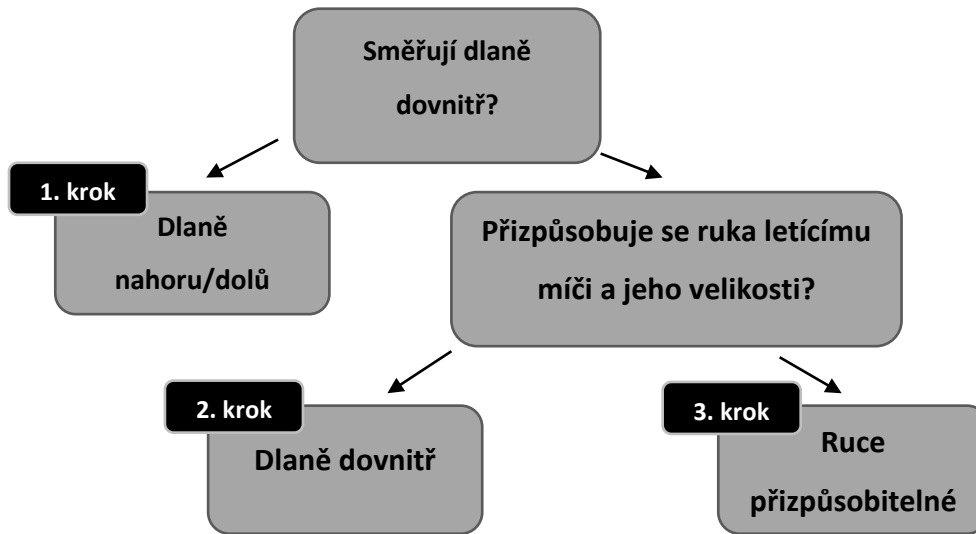 Směřují dlaně
dovnitř?
1. krok
Dlaně
nahoru/dolů
Přizpůsobuje se ruka letícímu
míči a jeho velikosti?
2. krok
Dlaně dovnitř
3. krok
Ruce
přizpůsobitelné